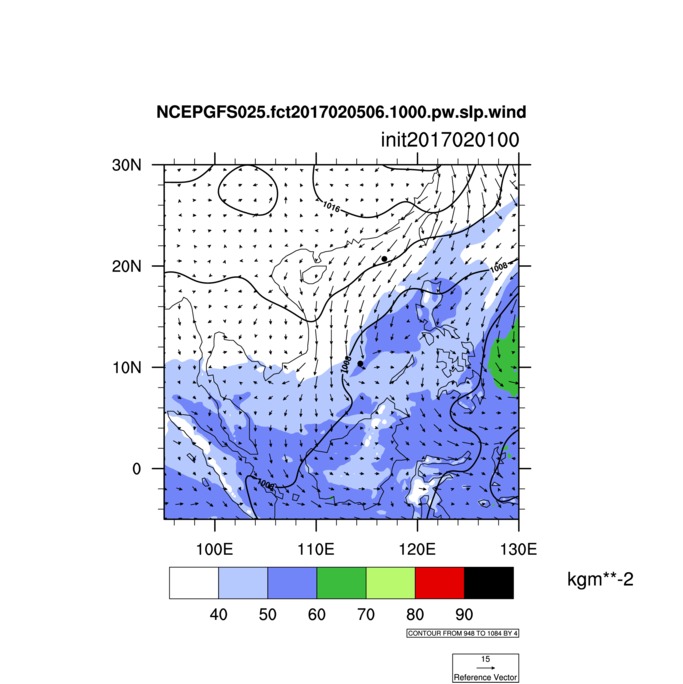 NCEPGFS025.fct2017020506.1000.pw.slp.wind
init2017020100
30N
1016
20N
1008
10N
1008
0
1008
100E 110E 120E 130E
kgm**-2
40 50 60 70 80 90
CONTOUR FROM 948 TO 1084 BY 4
15
Reference Vector